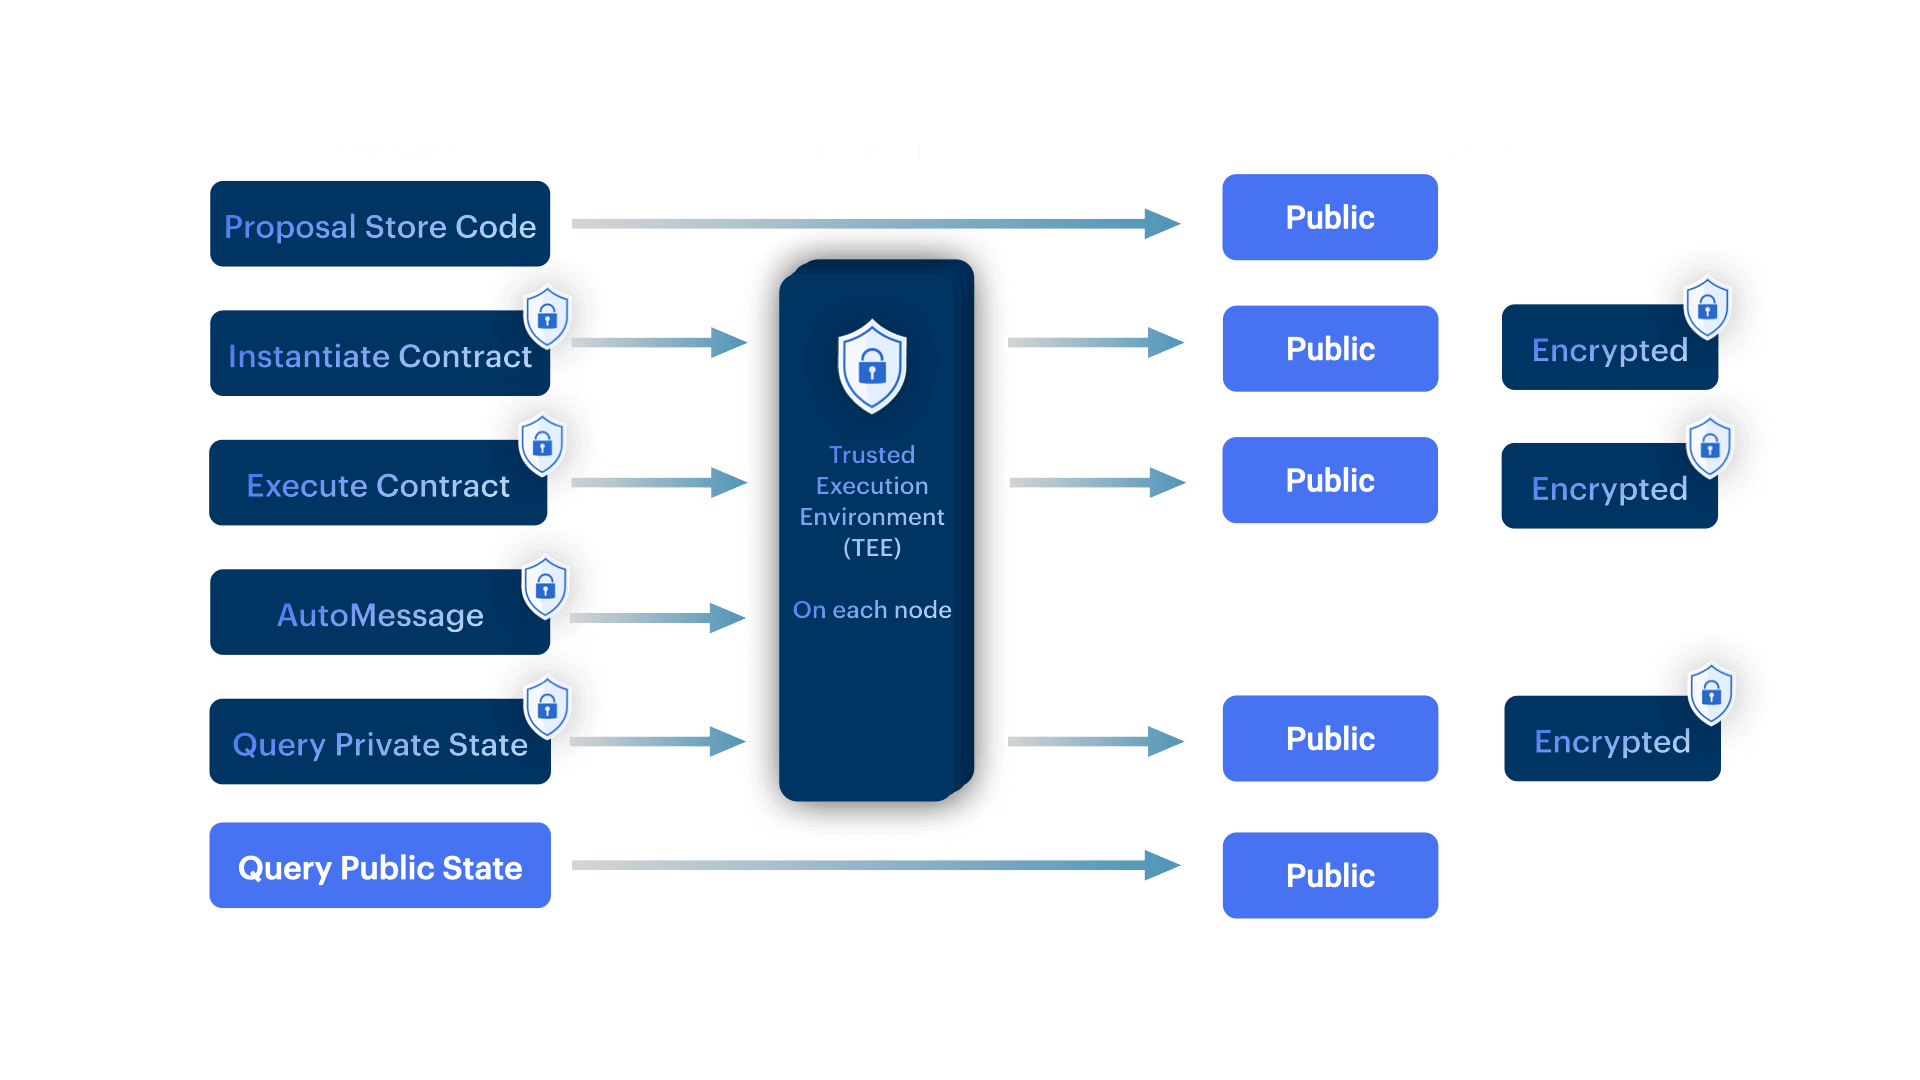 Proposal Store Code
Public
Instantiate Contract
Public
Encrypted
Execute Contract
Public
Encrypted
Trusted
Execution
Environment
(TEE)
On each node
AutoMessage
Query Private State
Public
Encrypted
Query Public State
Public